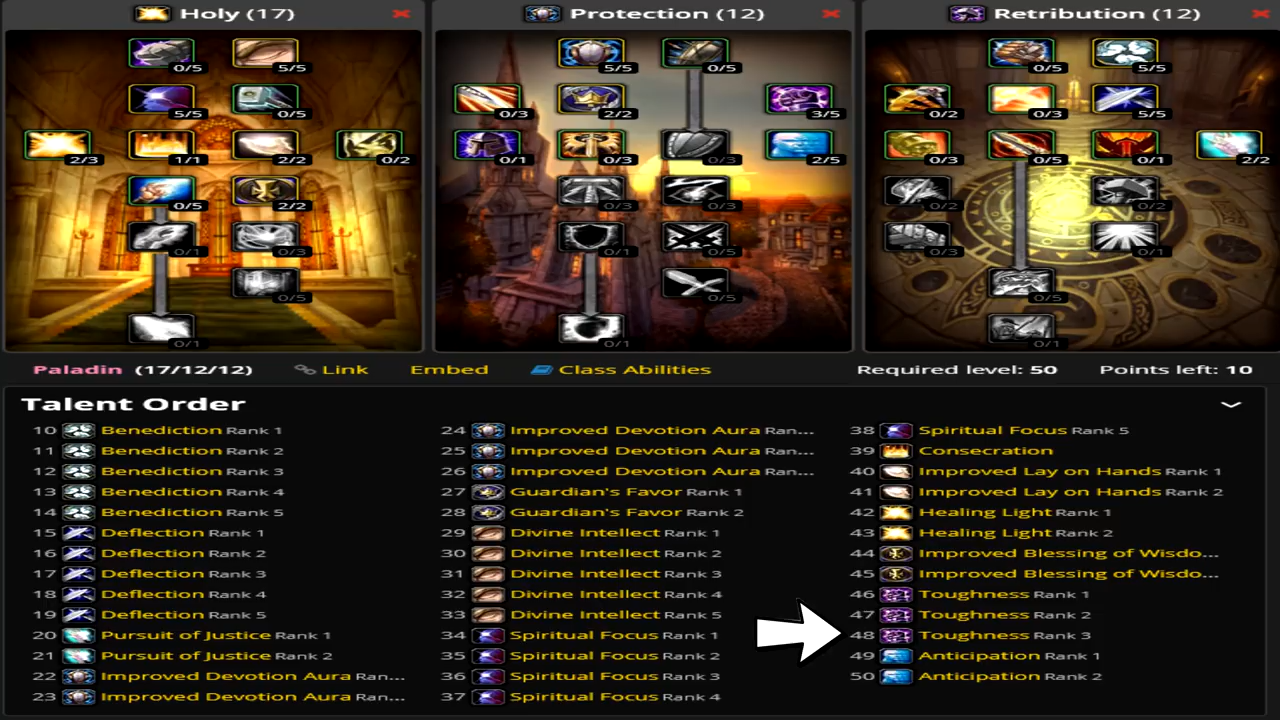 Holy (17)
Protection (12)
Retribution (12)
0/5 5/5
5/5 0/5
0/5 5/5
5/5 0/5
0/3 2/2 3/5
0/2 0/3 5/5
2/3 1/1 2/2 0/2
0/1 0/3 0/3 2/5
0/3 0/5 0/1 2/2
0/5 2/2
0/3 0/3
0/2 0/2
0/1 0/3
0/1 0/5
0/3 0/1
0/5
0/5
0/5
0/1
0/1
0/1
Paladin (17/12/12) Link Embed Class Abilities Required level: 50 Points left: 10
Talent Order
10 Benediction Rank 1
11 Benediction Rank 2
12 Benediction Rank 3
13 Benediction Rank 4
14 Benediction Rank 5
15 Deflection Rank 1
16 Deflection Rank 2
17 Deflection Rank 3
18 Deflection Rank 4
19 Deflection Rank 5
20 Pursuit of Justice Rank 1
21 Pursuit of Justice Rank 2
22 Improved Devotion Aura Ran...
23 Improved Devotion Aura Ran...
24 Improved Devotion Aura Ran...
25 Improved Devotion Aura Ran...
26 Improved Devotion Aura Ran...
27 Guardian's Favor Rank 1
28 Guardian's Favor Rank 2
29 Divine Intellect Rank 1
30 Divine Intellect Rank 2
31 Divine Intellect Rank 3
32 Divine Intellect Rank 4
33 Divine Intellect Rank 5
34 Spiritual Focus Rank 1
35 Spiritual Focus Rank 2
36 Spiritual Focus Rank 3
37 Spiritual Focus Rank 4
38 Spiritual Focus Rank 5
39 Consecration
40 Improved Lay on Hands Rank 1
41 Improved Lay on Hands Rank 2
42 Healing Light Rank 1
43 Healing Light Rank 2
44 Improved Blessing of Wisdo...
45 Improved Blessing of Wisdo...
46 Toughness Rank 1
47 Toughness Rank 2
48 Toughness Rank 3
49 Anticipation Rank 1
50 Anticipation Rank 2